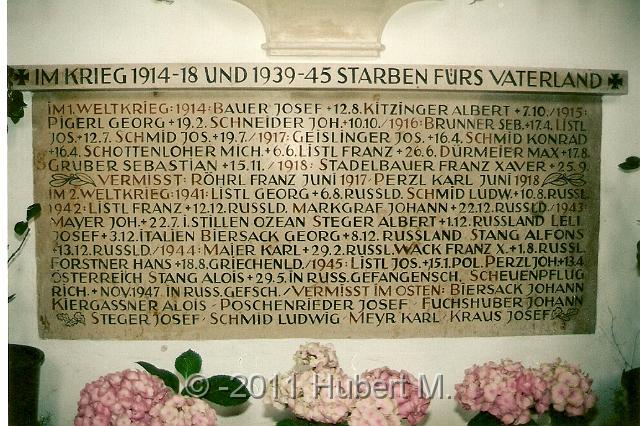 IM KRIEG 1914-18 UND 1939-45 STARBEN FÜRS VATERLAND
IM 1. WELTKRIEG: 1914: BAUER JOSEF +12.8. KITZINGER ALBERT +7.10./1915:
PIGERL GEORG +19.2. SCHNEIDER JOH. +10.10./1916: BRUNNER SEB. +17.4. LISTL
JOS. +12.7. SCHMID JOS. +19.7./1917: GEISLINGER JOS. +16.4. SCHMID KONRAD
+16.4. SCHOTTENLOHER MICH. +6.6. LISTL FRANZ +26.6. DÜRMEIER MAX +17.8.
GRUBER SEBASTIAN +15.11./1918: STADELBAUER FRANZ XAVER +25.9.
VERMISST: RÖHRL FRANZ JUNI 1917 · PERZL KARL JUNI 1918
IM 2. WELTKRIEG: 1941: LISTL GEORG +6.8. RUSSLD. SCHMID LUDW. +10.8. RUSSL.
1942: LISTL FRANZ +12.12. RUSSLD. MARKGRAF JOHANN +22.12. RUSSLD./1943:
MAYER JOH. +22.7. I. STILLEN OZEAN STEGER ALBERT +1.12. RUSSLAND LELL
JOSEF +3.12. ITALIEN BIERSACK GEORG +8.12. RUSSLAND STANG ALFONS
+13.12. RUSSLD./1944: MAIER KARL +29.2. RUSSL. WACK FRANZ X. +1.8. RUSSL.
FORSTNER HANS +18.8. GRIECHENLD./1945: LISTL JOS. +15.1. POL. PERZL JOH. +13.4.
ÖSTERREICH STANG ALOIS +29.5. IN RUSS. GEFANGENSCH. SCHEUENPFLUG
RICH. + NOV. 1947 IN RUSS. GEFSCH. / VERMISST IM OSTEN: BIERSACK JOHANN
KIERGASSNER ALOIS · POSCHENRIEDER JOSEF · FUCHSHUBER JOHANN
STEGER JOSEF · SCHMID LUDWIG · MEYR KARL · KRAUS JOSEF
© - 2011 Hubert M.